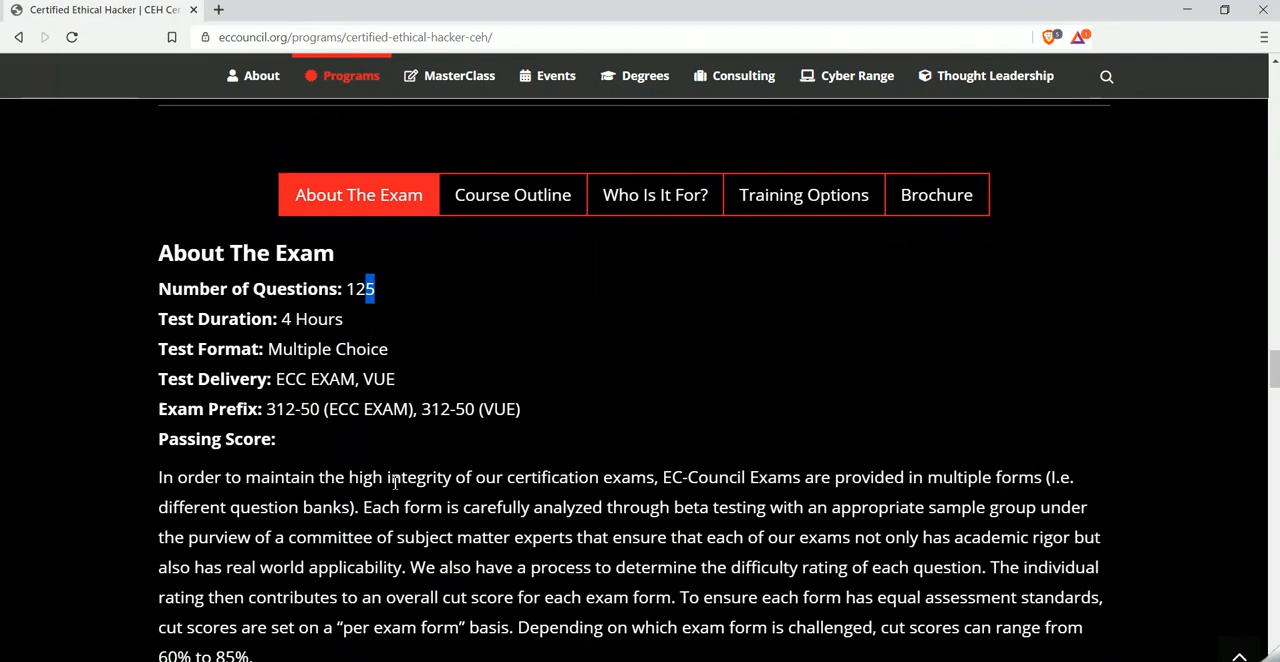 Certified Ethical Hacker | CEH Cer
eccouncil.org/programs/certified-ethical-hacker-ceh/
5
1
About
Programs
MasterClass
Events
Degrees
Consulting
Cyber Range
Thought Leadership
About The Exam
Course Outline
Who Is It For?
Training Options
Brochure
About The Exam
Number of Questions: 125
Test Duration: 4 Hours
Test Format: Multiple Choice
Test Delivery: ECC EXAM, VUE
Exam Prefix: 312-50 (ECC EXAM), 312-50 (VUE)
Passing Score:
In order to maintain the high integrity of our certification exams, EC-Council Exams are provided in multiple forms (I.e.
different question banks). Each form is carefully analyzed through beta testing with an appropriate sample group under
the purview of a committee of subject matter experts that ensure that each of our exams not only has academic rigor but
also has real world applicability. We also have a process to determine the difficulty rating of each question. The individual
rating then contributes to an overall cut score for each exam form. To ensure each form has equal assessment standards,
cut scores are set on a “per exam form” basis. Depending on which exam form is challenged, cut scores can range from
60% to 85%.